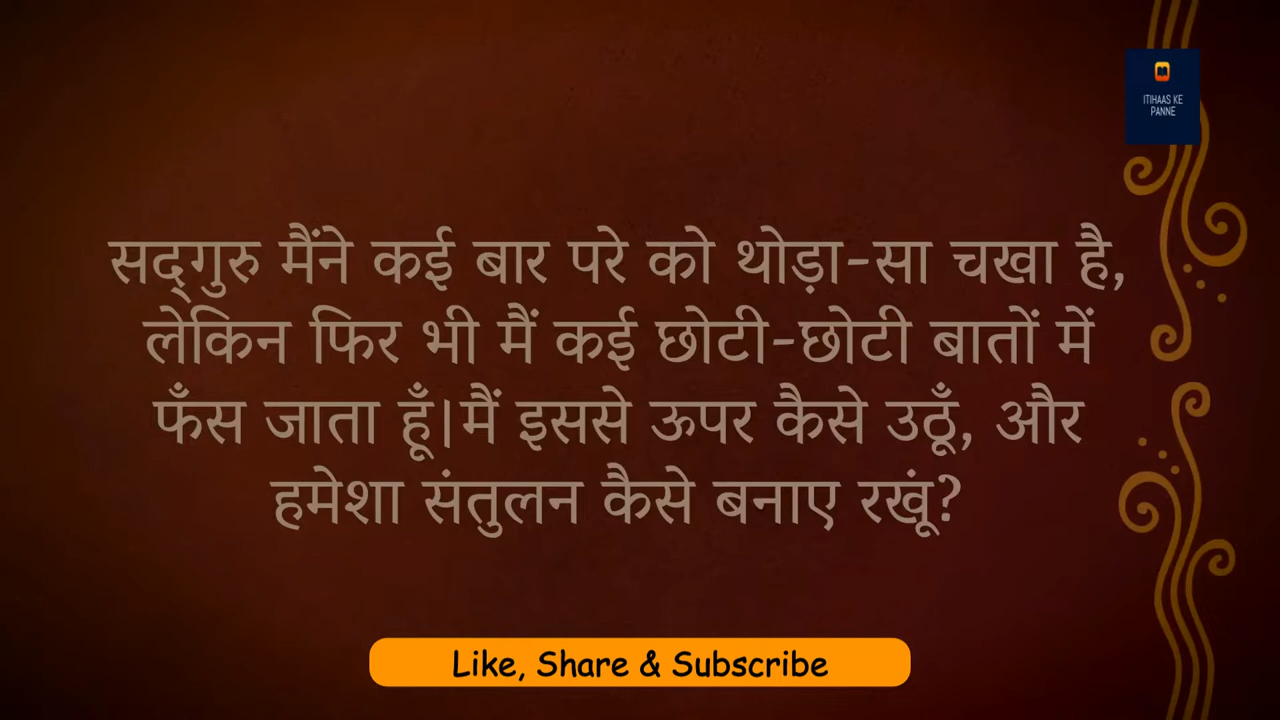 ITIHAAS KE
PANNE
सद्गुरु मैंने कई बार परे को थोड़ा-सा चखा है,
लेकिन फिर भी मैं कई छोटी-छोटी बातों में
फँस जाता हूँ|मैं इससे ऊपर कैसे उठूँ, और
हमेशा संतुलन कैसे बनाए रखूं?
Like, Share & Subscribe